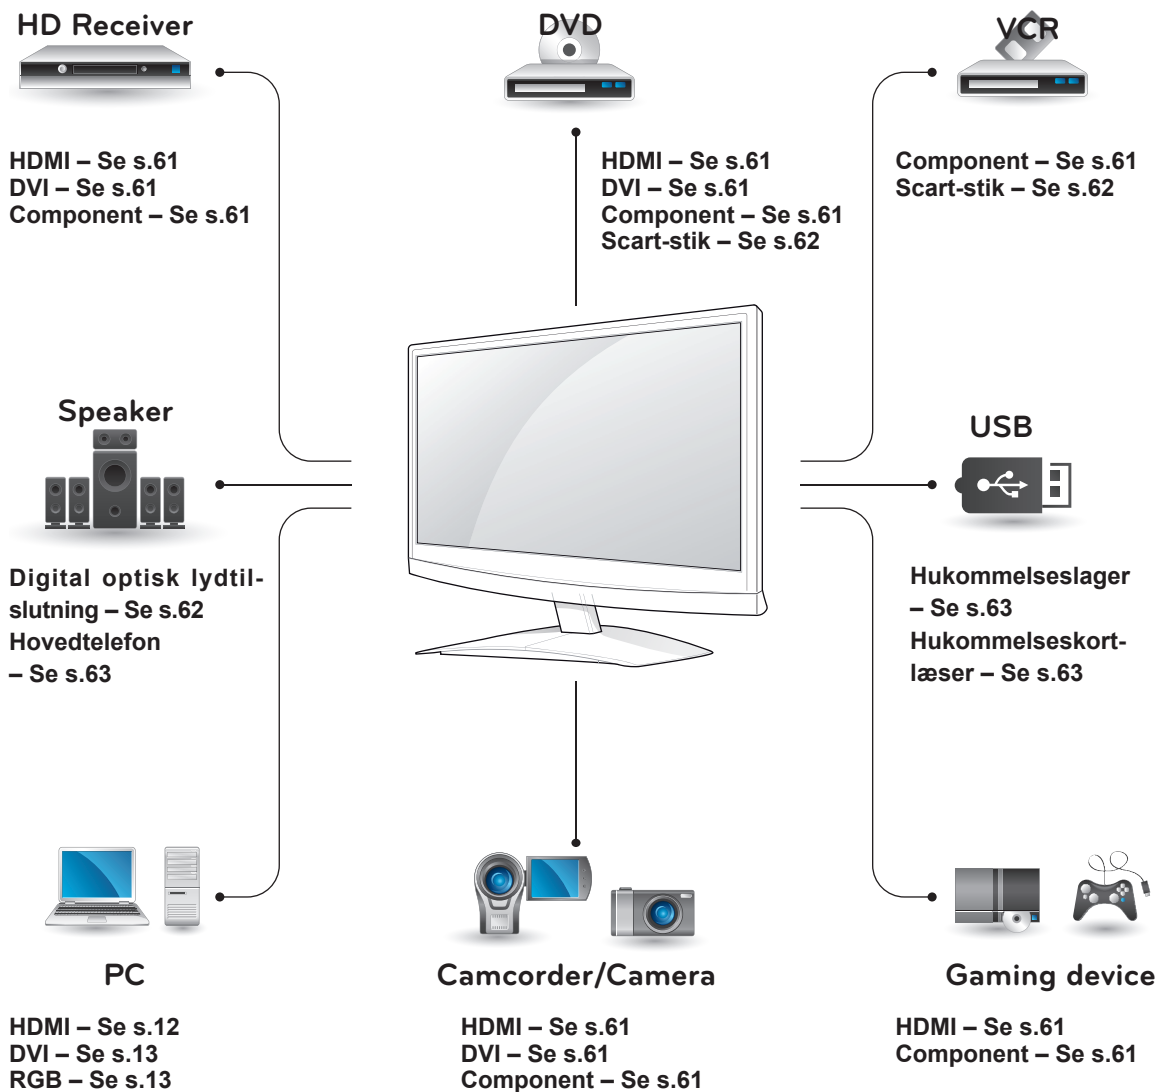 HD Receiver
HDMI – Se s.61
DVI – Se s.61
Component – Se s.61
DVD
HDMI – Se s.61
DVI – Se s.61
Component – Se s.61
Scart-stik – Se s.62
VCR
Component – Se s.61
Scart-stik – Se s.62
Speaker
Digital optisk lydtil-
slutning – Se s.62
Hovedtelefon
– Se s.63
USB
Hukommelseslager
– Se s.63
Hukommelseskort-
læser – Se s.63
PC
HDMI – Se s.12
DVI – Se s.13
RGB – Se s.13
Camcorder/Camera
HDMI – Se s.61
DVI – Se s.61
Component – Se s.61
Gaming device
HDMI – Se s.61
Component – Se s.61